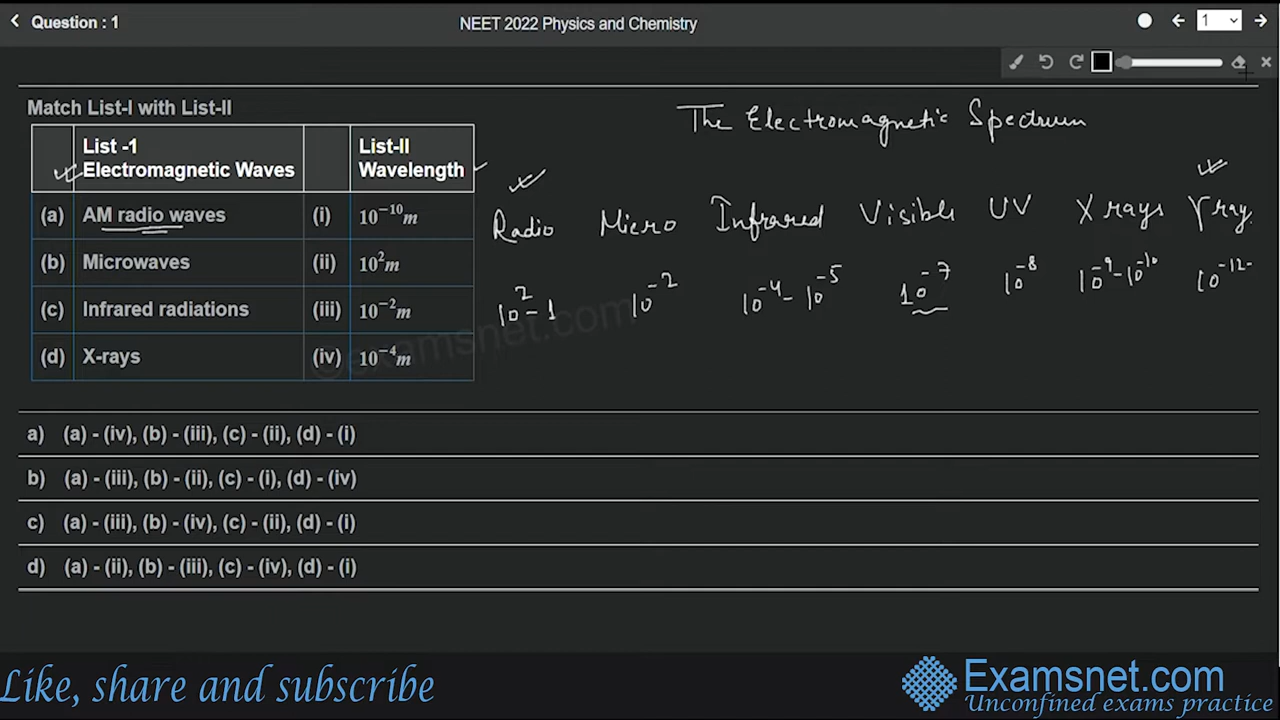 Question : 1
NEET 2022 Physics and Chemistry
1
Match List-I with List-II
The Electromagnetic Spectrum
List -1 Electromagnetic Waves List-II Wavelength
(a) AM radio waves (i) 10⁻¹⁰m
(b) Microwaves (ii) 10²m
(c) Infrared radiations (iii) 10⁻²m
(d) X-rays (iv) 10⁻⁴m
Radio Micro Infrared Visible UV X rays γ ray
10² - 1 10⁻² 10⁻⁴ - 10⁻⁵ 10⁻⁷ 10⁻⁸ 10⁻⁹ - 10⁻¹⁰ 10⁻¹²⁻
©examsnet.com
a) (a) - (iv), (b) - (iii), (c) - (ii), (d) - (i)
b) (a) - (iii), (b) - (ii), (c) - (i), (d) - (iv)
c) (a) - (iii), (b) - (iv), (c) - (ii), (d) - (i)
d) (a) - (ii), (b) - (iii), (c) - (iv), (d) - (i)
Like, share and subscribe
Examsnet.com
Unconfined exams practice